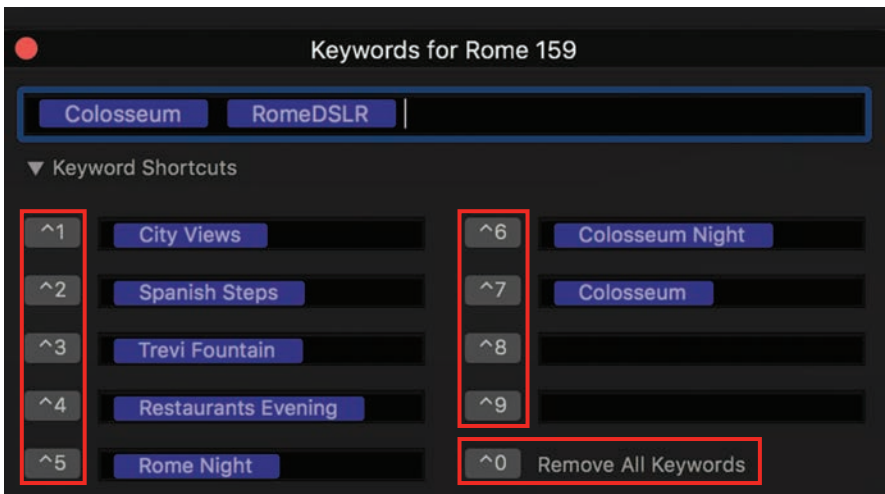 Keywords for Rome 159
Colosseum RomeDSLR
▼ Keyword Shortcuts
^1 City Views ^6 Colosseum Night
^2 Spanish Steps ^7 Colosseum
^3 Trevi Fountain ^8
^4 Restaurants Evening ^9
^5 Rome Night ^0 Remove All Keywords